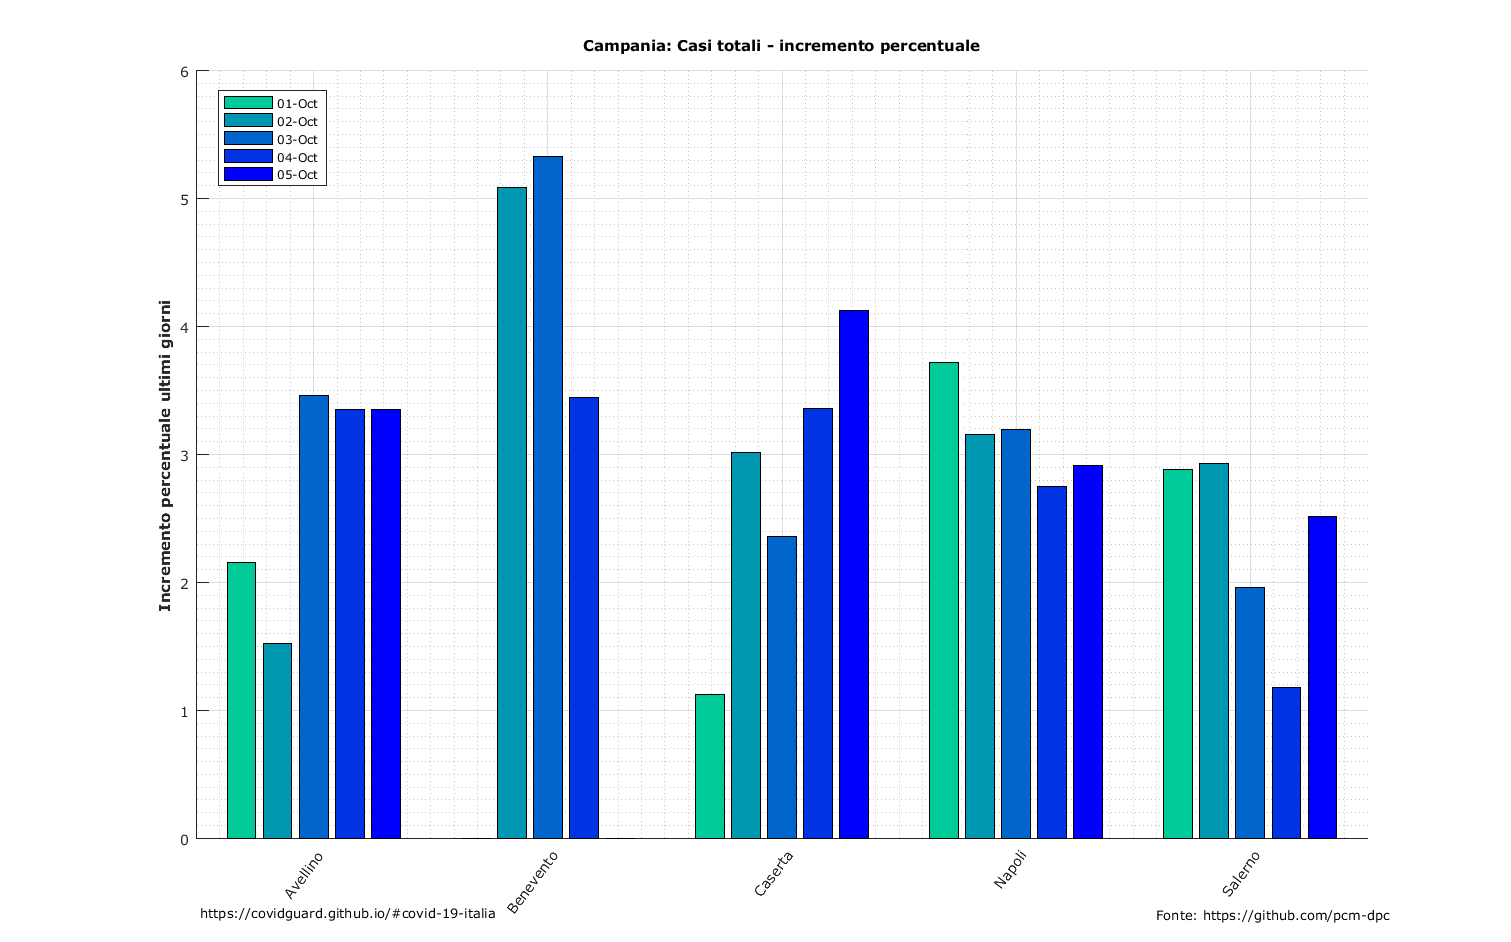 Campania: Casi totali - incremento percentuale
6
5
4
3
2
1
0
Incremento percentuale ultimi giorni
01-Oct
02-Oct
03-Oct
04-Oct
05-Oct
Avellino
Benevento
Caserta
Napoli
Salerno
https://covidguard.github.io/#covid-19-italia
Fonte: https://github.com/pcm-dpc